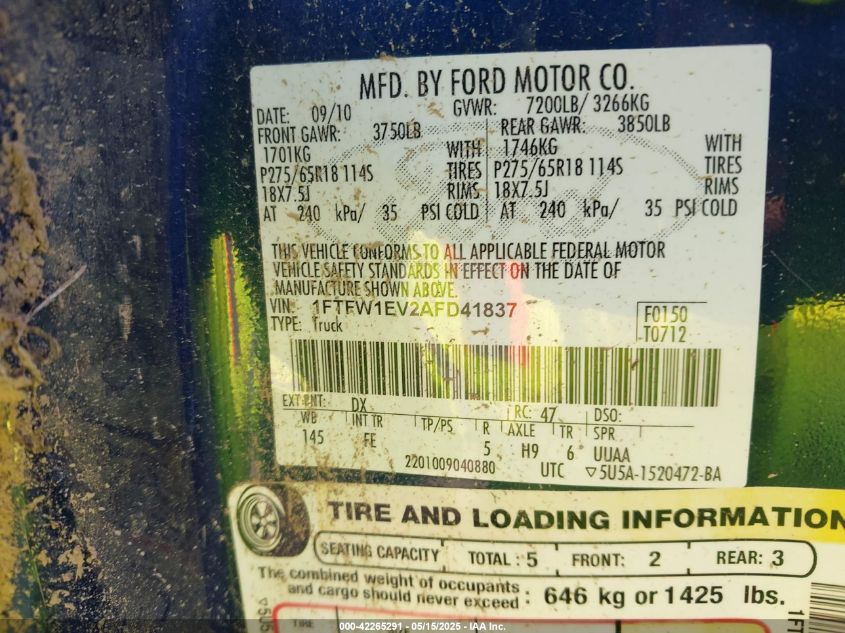 MFD. BY FORD MOTOR CO.
DATE: 09/10 GVWR: 7200LB/ 3266KG
FRONT GAWR: 3750LB REAR GAWR: 3850LB
1701KG WITH 1746KG WITH
P275/65R18 114S TIRES P275/65R18 114S TIRES
18X7.5J RIMS 18X7.5J RIMS
AT 240 kPa/ 35 PSI COLD AT 240 kPa/ 35 PSI COLD
THIS VEHICLE CONFORMS TO ALL APPLICABLE FEDERAL MOTOR
VEHICLE SAFETY STANDARDS IN EFFECT ON THE DATE OF
MANUFACTURE SHOWN ABOVE.
VIN: 1FTFW1EV2AFD41837 F0150
TYPE: Truck T0712
EXT PNT: DX RC: 47 DSO:
WB INT TR TP/PS R AXLE TR SPR
145 FE 5 H9 6 UUAA
2201009040880 UTC ▽5U5A-1520472-BA
TIRE AND LOADING INFORMATION
SEATING CAPACITY TOTAL: 5 FRONT: 2 REAR: 3
The combined weight of occupants
and cargo should never exceed: 646 kg or 1425 lbs.
TIRE
000-42265291 - 05/15/2025 - IAA Inc.